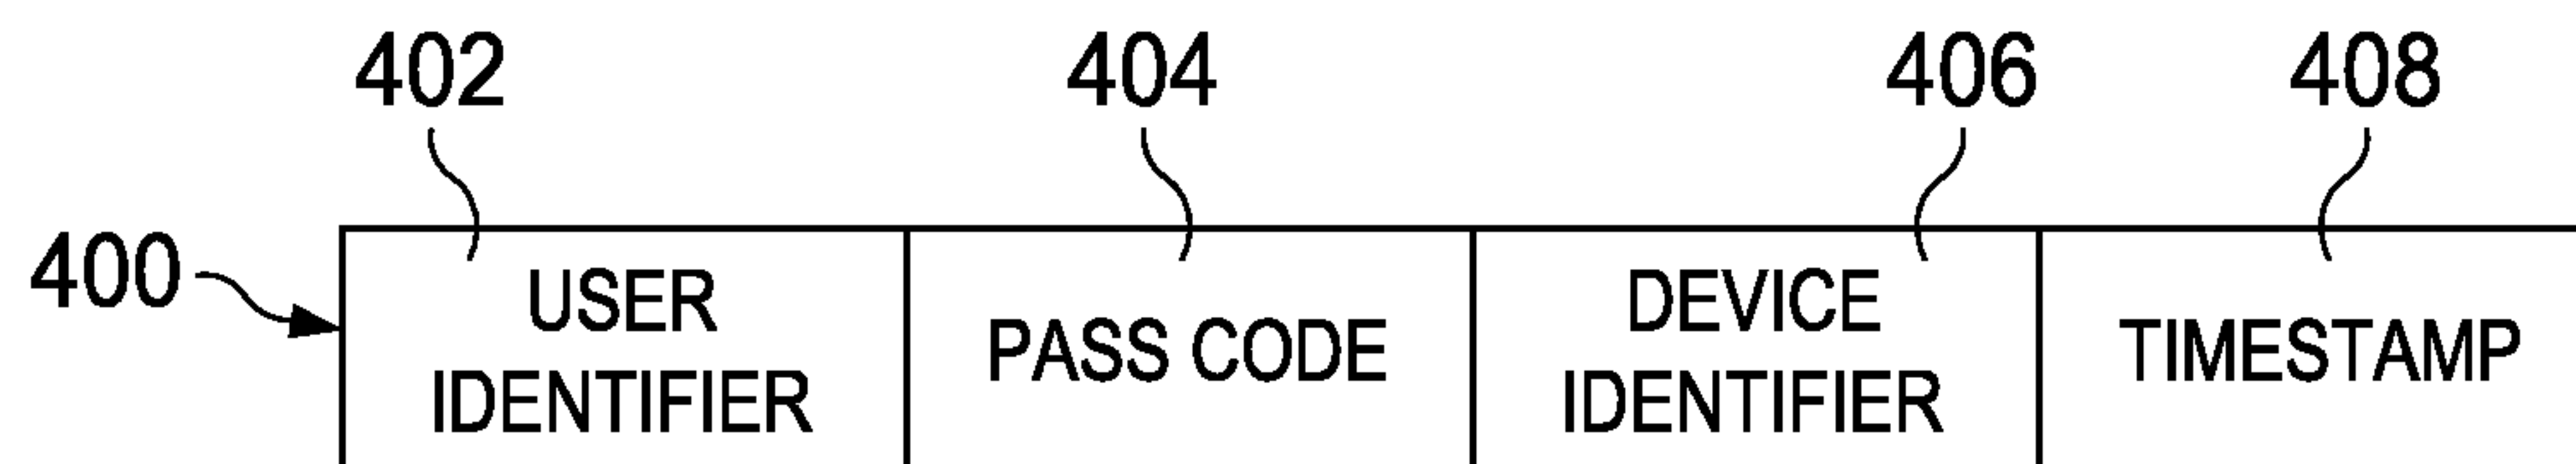 402 404 406 408
400
USER IDENTIFIER
PASS CODE
DEVICE IDENTIFIER
TIMESTAMP